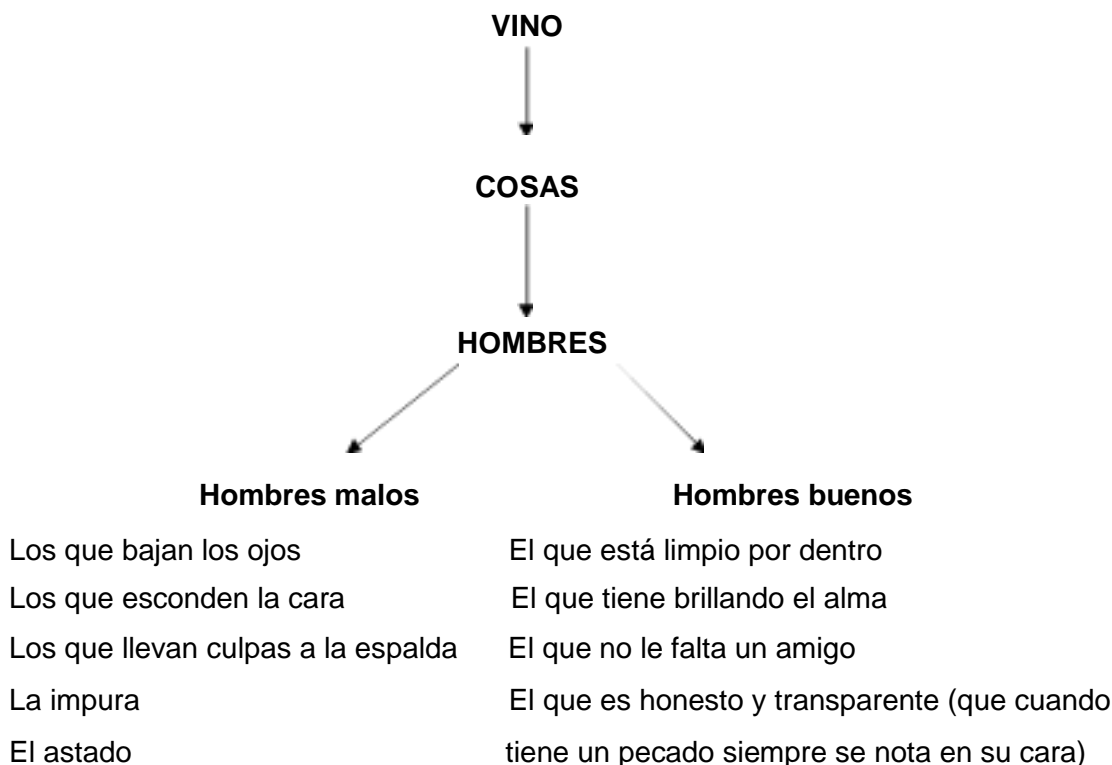 VINO
COSAS
HOMBRES
Hombres malos
Hombres buenos
Los que bajan los ojos
El que está limpio por dentro
Los que esconden la cara
El que tiene brillando el alma
Los que llevan culpas a la espalda
El que no le falta un amigo
La impura
El que es honesto y transparente (que cuando
El astado
tiene un pecado siempre se nota en su cara)